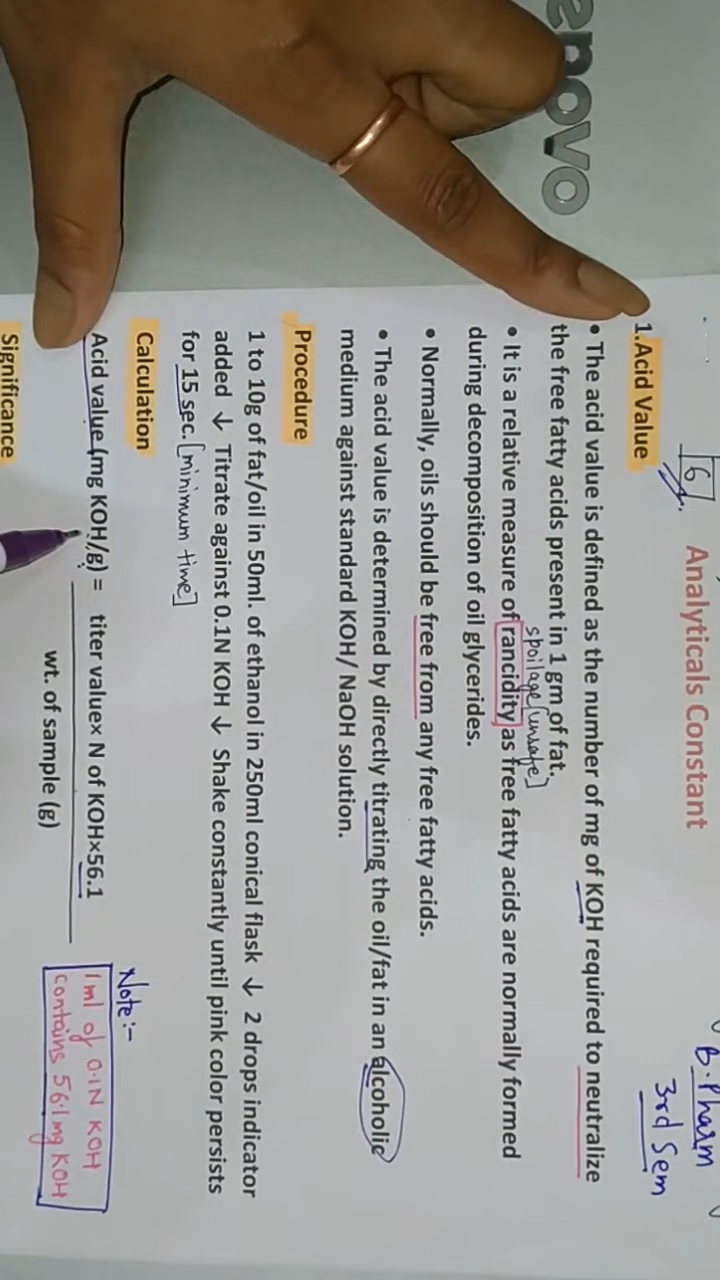 enovo
6
Analyticals Constant
B.Pharm
3rd Sem
1.Acid Value
• The acid value is defined as the number of mg of KOH required to neutralize
the free fatty acids present in 1 gm of fat.
spoilage [unsafe]
• It is a relative measure of rancidity as free fatty acids are normally formed
during decomposition of oil glycerides.
• Normally, oils should be free from any free fatty acids.
• The acid value is determined by directly titrating the oil/fat in an alcoholic
medium against standard KOH/ NaOH solution.
Procedure
1 to 10g of fat/oil in 50ml. of ethanol in 250ml conical flask ↓ 2 drops indicator
added ↓ Titrate against 0.1N KOH ↓ Shake constantly until pink color persists
for 15 sec. [minimum time]
Calculation
Acid value (mg KOH/g) = titer value× N of KOH×56.1
wt. of sample (g)
Note:-
1ml of 0.1N KOH
contains 56.1mg KOH
Significance